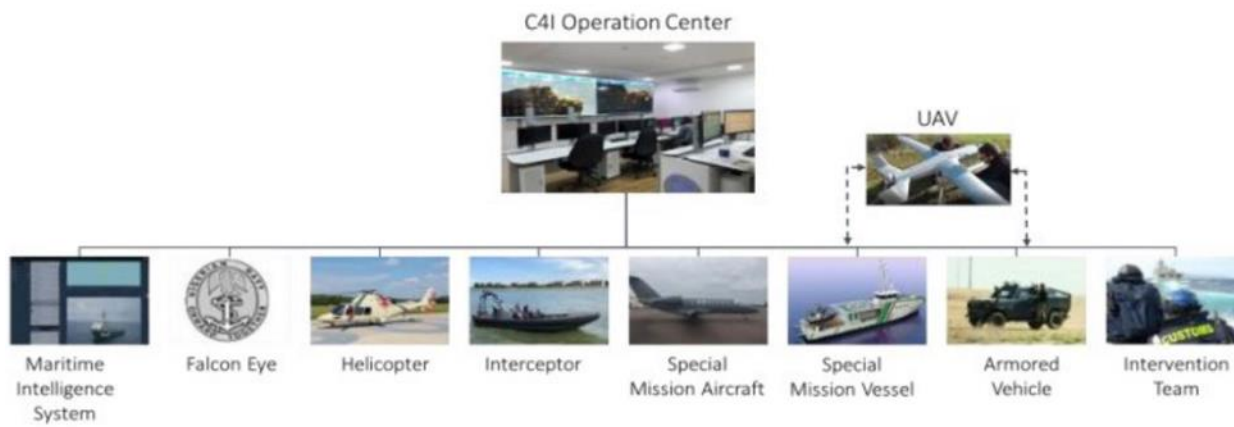 C4I Operation Center
UAV
Maritime
Intelligence
System
Falcon Eye
Helicopter
Interceptor
Special
Mission Aircraft
Special
Mission Vessel
Armored
Vehicle
Intervention
Team
CUSTOMS